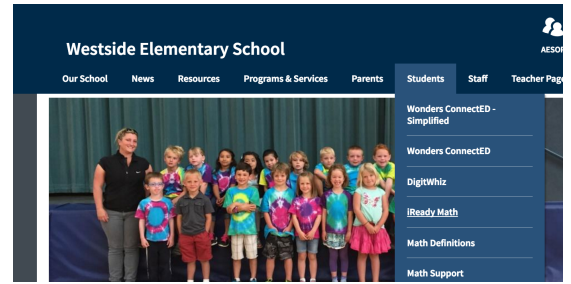 Westside Elementary School
AESOP
Our School News Resources Programs & Services Parents Students Staff Teacher Page
Wonders ConnectED -
Simplified
Wonders ConnectED
DigitWhiz
iReady Math
Math Definitions
Math Support